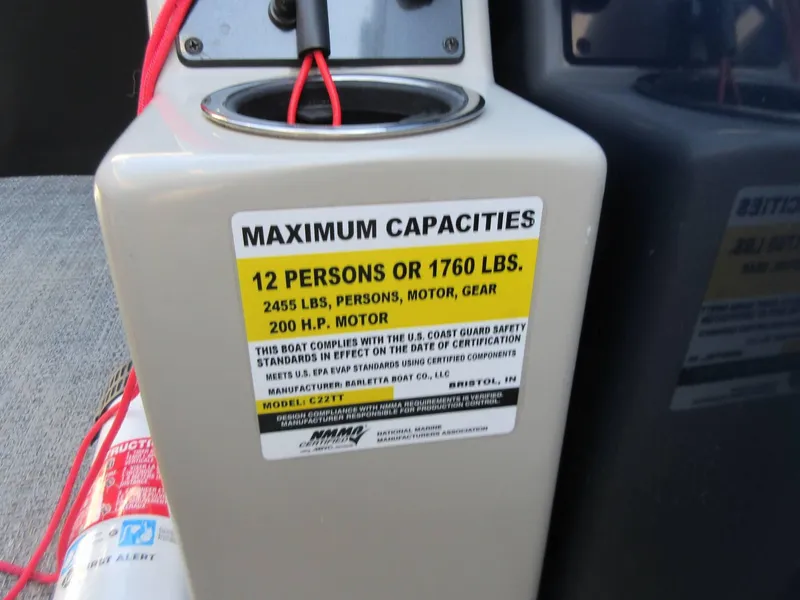 MAXIMUM CAPACITIES
12 PERSONS OR 1760 LBS.
2455 LBS, PERSONS, MOTOR, GEAR
200 H.P. MOTOR
THIS BOAT COMPLIES WITH THE U.S. COAST GUARD SAFETY
STANDARDS IN EFFECT ON THE DATE OF CERTIFICATION
MEETS U.S. EPA EVAP STANDARDS USING CERTIFIED COMPONENTS
MANUFACTURER: BARLETTA BOAT CO., LLC
BRISTOL, IN
MODEL: C22TT
DESIGN COMPLIANCE WITH NMMA REQUIREMENTS IS VERIFIED.
MANUFACTURER RESPONSIBLE FOR PRODUCTION CONTROL.
NMMA
CERTIFIED
NATIONAL MARINE
MANUFACTURERS ASSOCIATION
FIRST ALERT